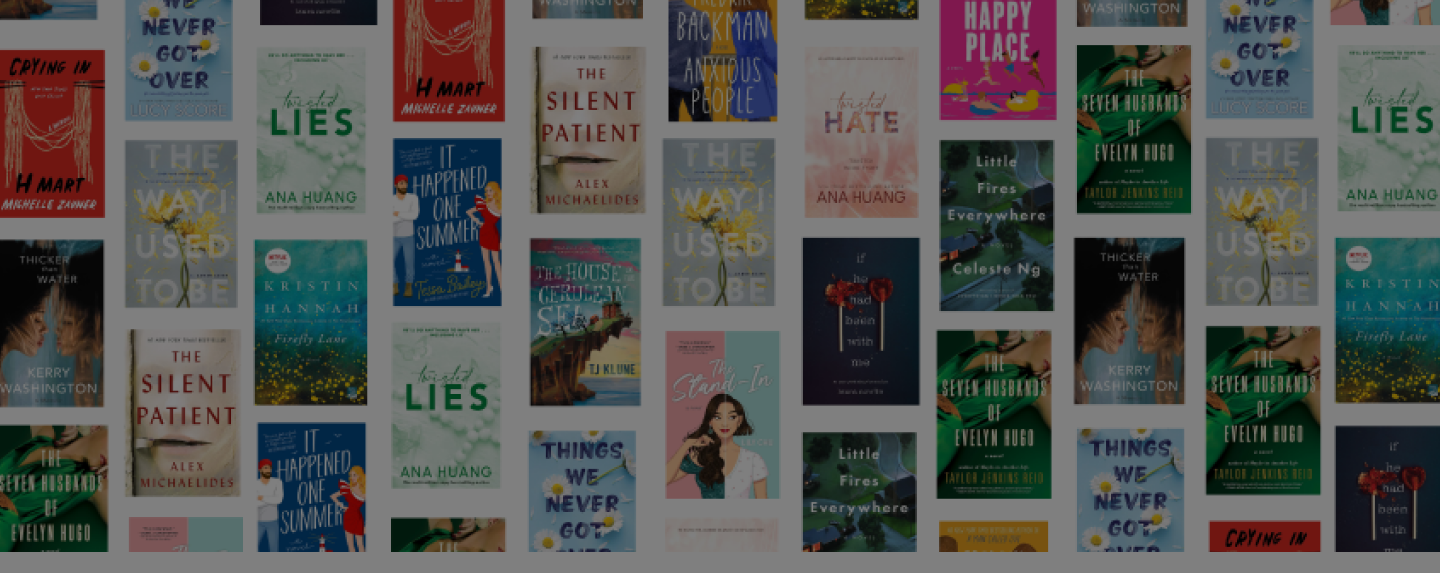 CRYING IN
H MART
MICHELLE ZAUNER
THICKER
than
WATER
KERRY
WASHINGTON
THE
SEVEN HUSBANDS
OF
EVELYN HUGO
WE
NEVER
GOT
OVER
LUCY SCORE
THE
WAY I
USED
TO BE
THE
SILENT
PATIENT
ALEX
MICHAELIDES
twisted
LIES
ANA HUANG
KRISTIN
HANNAH
Firefly Lane
IT
HAPPENED
ONE
SUMMER
H MART
MICHELLE ZAUNER
IT
HAPPENED
ONE
SUMMER
a novel
Tessa Bailey
twisted
LIES
ANA HUANG
THE
WASHINGTON
THE
SILENT
PATIENT
ALEX
MICHAELIDES
THE HOUSE
CERULEAN
SEA
TJ KLUNE
THINGS
WE
NEVER
GOT
OVER
FREDRIK
BACKMAN
ANXIOUS
PEOPLE
THE
WAY I
USED
TO BE
The
Stand-In
twisted
HATE
ANA HUANG
if
he
had
been
with
me
Little
Fires
Everywhere
HAPPY
PLACE
Little
Fires
Everywhere
Celeste Ng
THE
SEVEN HUSBANDS
OF
EVELYN HUGO
TAYLOR JENKINS REID
WASHINGTON
THE
SEVEN HUSBANDS
OF
EVELYN HUGO
TAYLOR JENKINS REID
THICKER
than
WATER
KERRY
WASHINGTON
THINGS
WE
NEVER
GOT
WE
NEVER
GOT
OVER
LUCY SCORE
THE
WAY I
USED
TO BE
THE
SEVEN HUSBANDS
OF
EVELYN HUGO
TAYLOR JENKINS REID
CRYING IN
twisted
LIES
ANA HUANG
KRISTIN
HANNAH
Firefly Lane
if
he
had
been
with